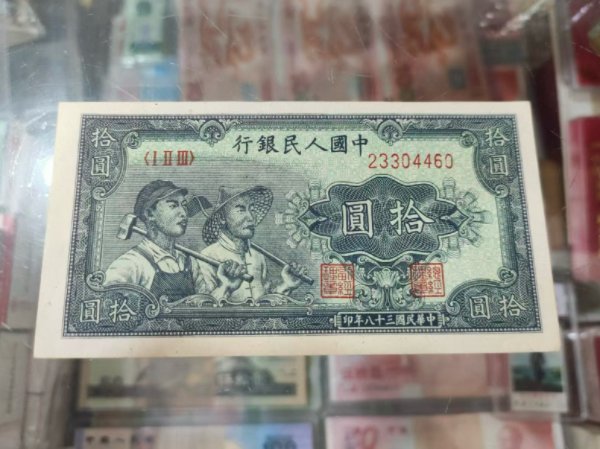 行銀民人國中
〈I II III〉
23304460
拾圓
拾圓
圓拾
圓拾
圓拾
印年八十三國民華中